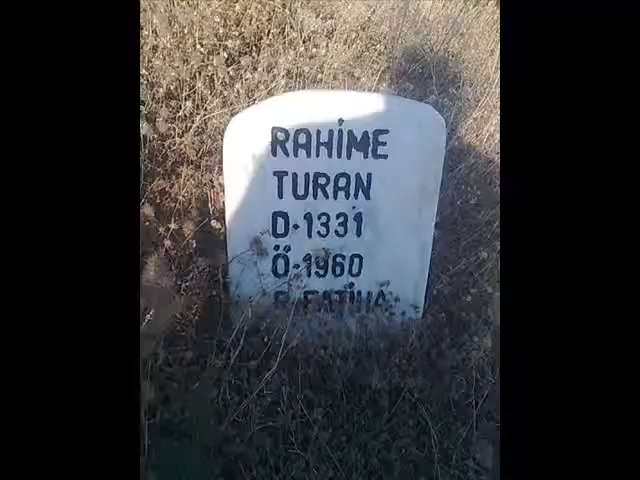 RAHİME
TURAN
D.1331
Ö.1960
R. FATİHA